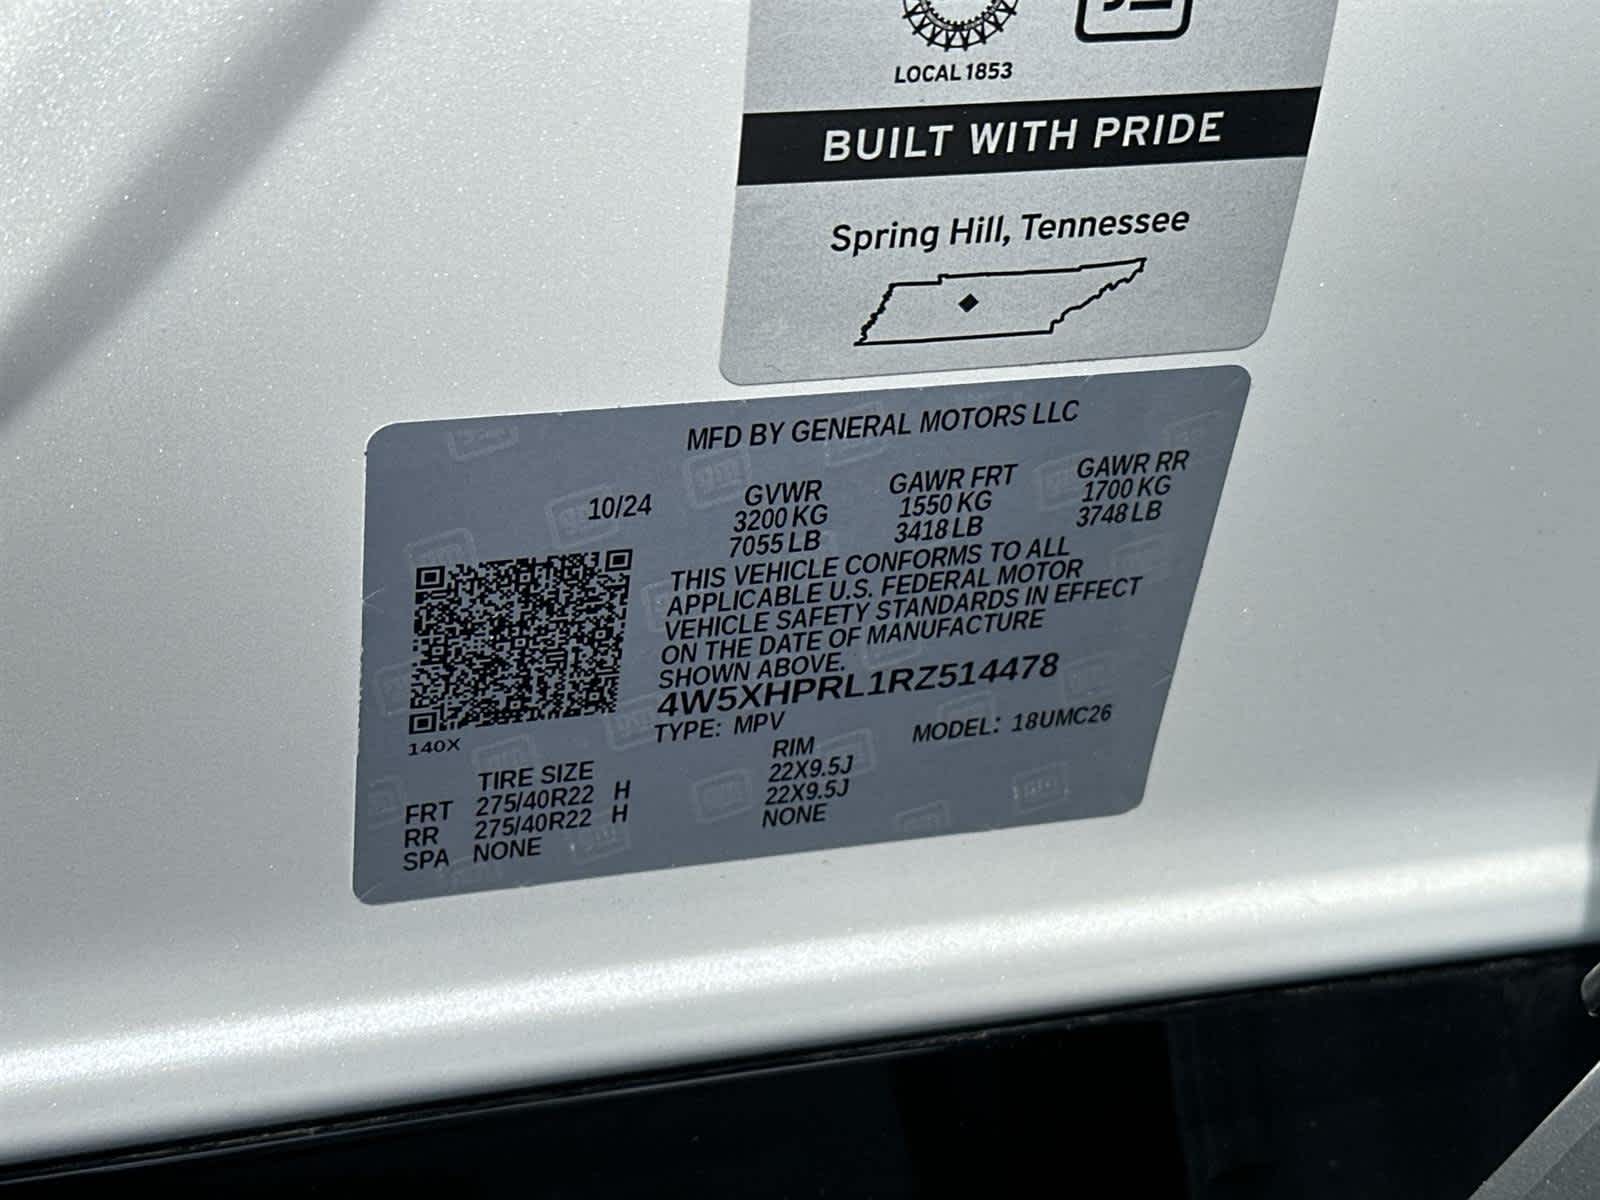 LOCAL 1853
BUILT WITH PRIDE
Spring Hill, Tennessee
MFD BY GENERAL MOTORS LLC
10/24 GVWR GAWR FRT GAWR RR
3200 KG 1550 KG 1700 KG
7055 LB 3418 LB 3748 LB
THIS VEHICLE CONFORMS TO ALL
APPLICABLE U.S. FEDERAL MOTOR
VEHICLE SAFETY STANDARDS IN EFFECT
ON THE DATE OF MANUFACTURE
SHOWN ABOVE.
4W5XHPRL1RZ514478
TYPE: MPV MODEL: 18UMC26
140X
TIRE SIZE RIM
FRT 275/40R22 H 22X9.5J
RR 275/40R22 H 22X9.5J
SPA NONE NONE